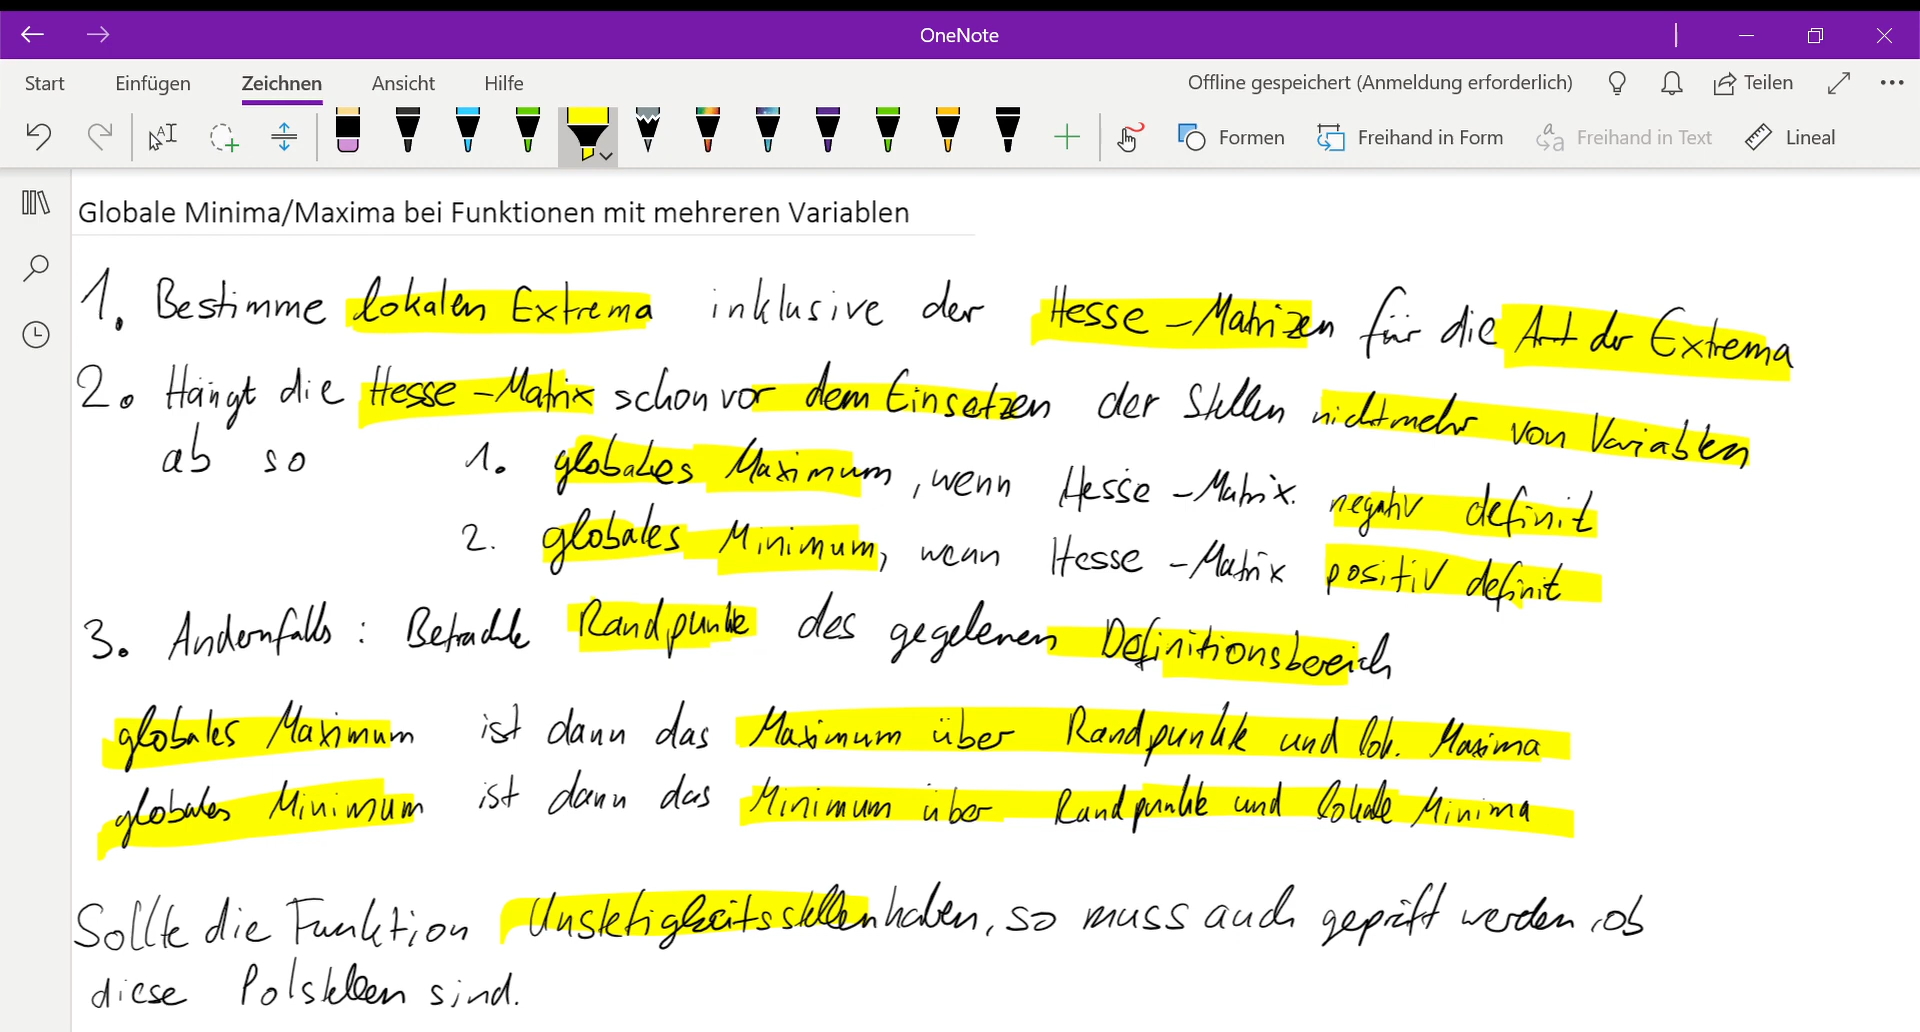 OneNote
Start Einfügen Zeichnen Ansicht Hilfe Offline gespeichert (Anmeldung erforderlich) Teilen
Formen Freihand in Form Freihand in Text Lineal
Globale Minima/Maxima bei Funktionen mit mehreren Variablen
1. Bestimme lokalen Extrema inklusive der Hesse-Matrizen für die Art der Extrema
2. Hängt die Hesse-Matrix schon vor dem Einsetzen der Stellen nicht mehr von Variablen
ab so 1. globales Maximum, wenn Hesse-Matrix negativ definit
2. globales Minimum, wenn Hesse-Matrix positiv definit
3. Andernfalls: Betrachte Randpunkte des gegebenen Definitionsbereich
globales Maximum ist dann das Maximum über Randpunkte und lok. Maxima
globales Minimum ist dann das Minimum über Randpunkte und lokale Minima
Sollte die Funktion Unstetigkeitsstellen haben, so muss auch geprüft werden, ob
diese Polstellen sind.